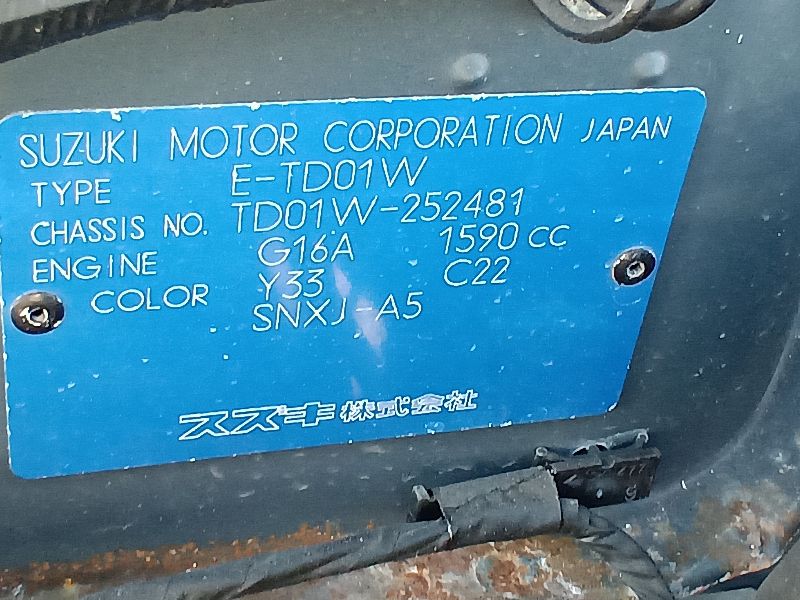 SUZUKI MOTOR CORPORATION JAPAN
TYPE E-TD01W
CHASSIS NO. TD01W-252481
ENGINE G16A 1590 CC
COLOR Y33 C22
SNXJ-A5
スズキ株式会社